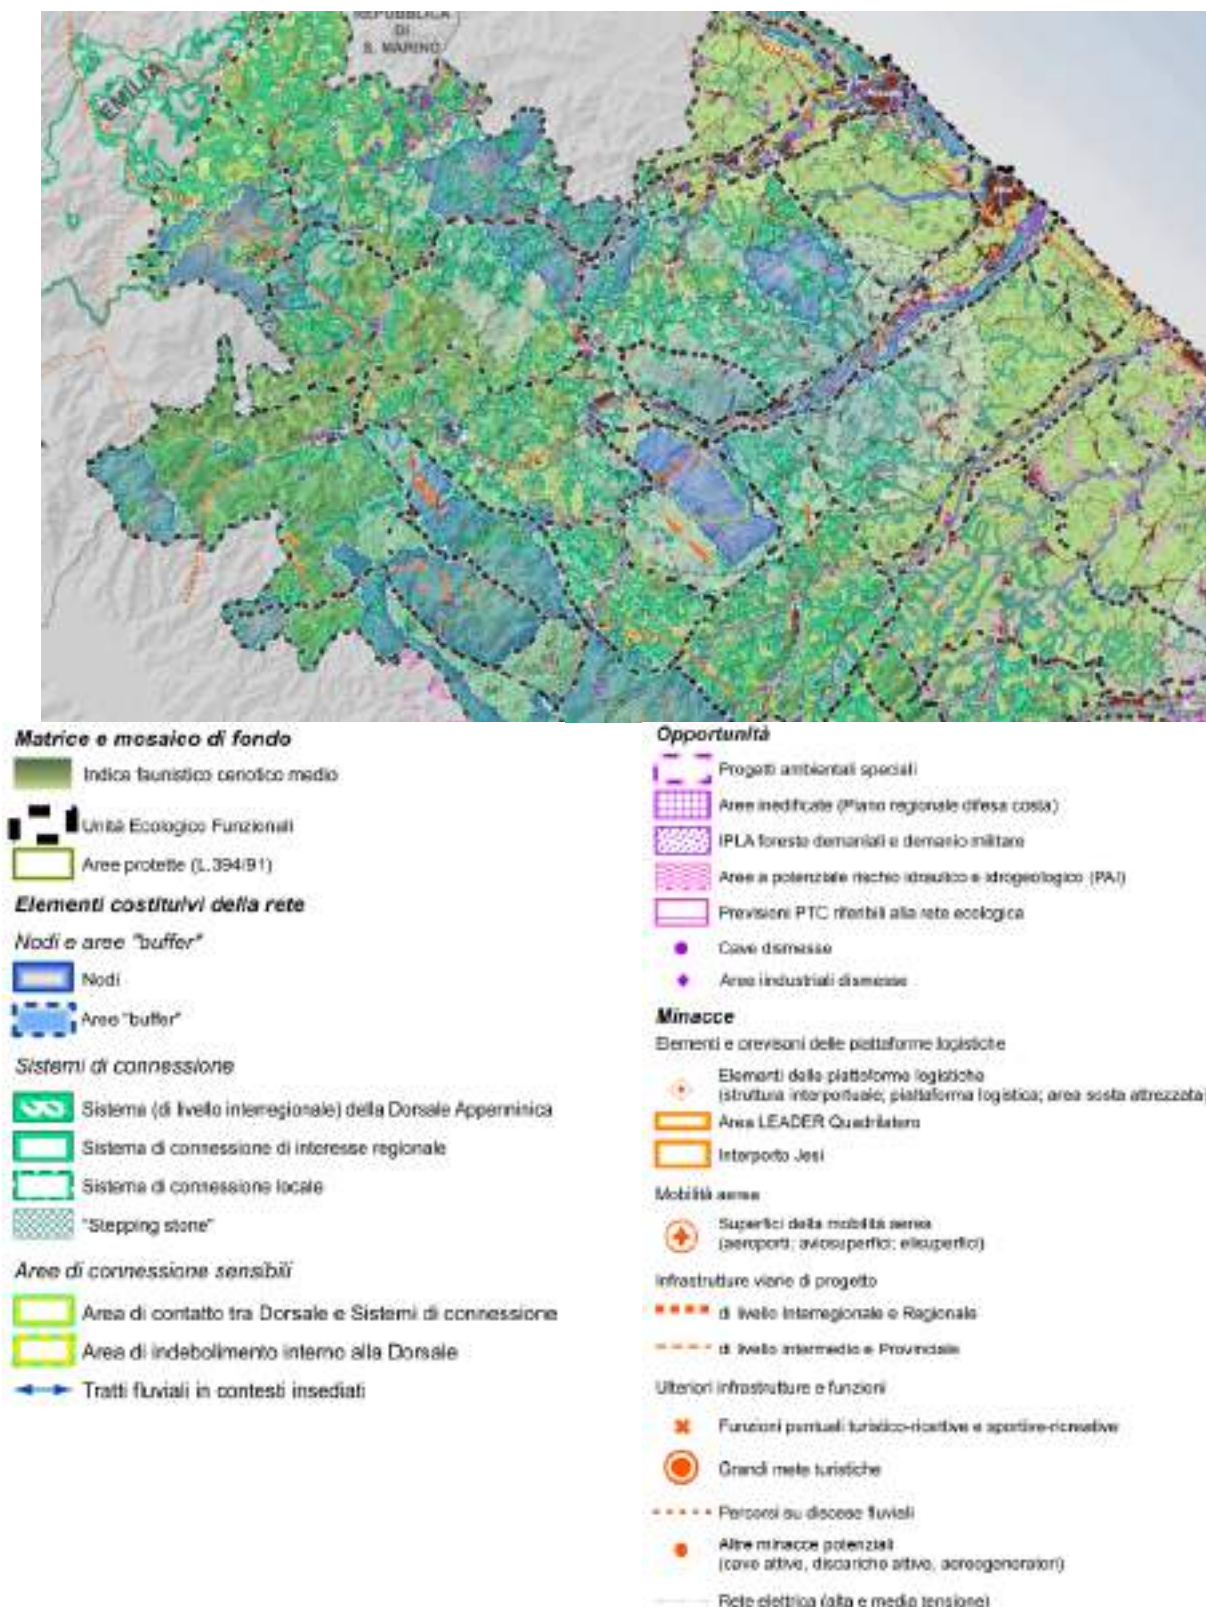 REPUBBLICA
DI
S. MARINO
EMILIA
Matrice e mosaico di fondo
Indice faunistico cenotico medio
Unità Ecologico Funzionali
Aree protette (L.394/91)
Elementi costituivi della rete
Nodi e aree "buffer"
Nodi
Aree "buffer"
Sistemi di connessione
Sistema (di livello interregionale) della Dorsale Appenninica
Sistema di connessione di interesse regionale
Sistema di connessione locale
"Stepping stone"
Aree di connessione sensibili
Area di contatto tra Dorsale e Sistemi di connessione
Area di indebolimento interno alla Dorsale
Tratti fluviali in contesti insediati
Opportunità
Progetti ambientali speciali
Aree inedificate (Piano regionale difesa costa)
IPLA foreste demaniali e demanio militare
Aree a potenziale rischio idraulico e idrogeologico (PAI)
Previsioni PTC riferibili alla rete ecologica
Cave dismesse
Aree iindustriali dismesse
Minacce
Elementi e previsoni delle piattaforme logistiche
Elementi delle piattoforme logistiche
(struttura interportuale; piattaforma logistica; area sosta attrezzata)
Area LEADER Quadrilatero
Interporto Jesi
Mobilità aerea
Superfici della mobilità aerea
(aeroporti; aviosuperfici; elisuperfici)
Infrastrutture viarie di progetto
di livello Interregionale e Regionale
di livello intermedio e Provinciale
Ulteriori infrastrutture e funzioni
Funzioni puntuali turistico-ricettive e sportive-ricreative
Grandi mete turistiche
Percorsi su discese fluviali
Altre minacce potenziali
(cave attive, discariche attive, aereogeneratori)
Rete elettrica (alta e media tensione)